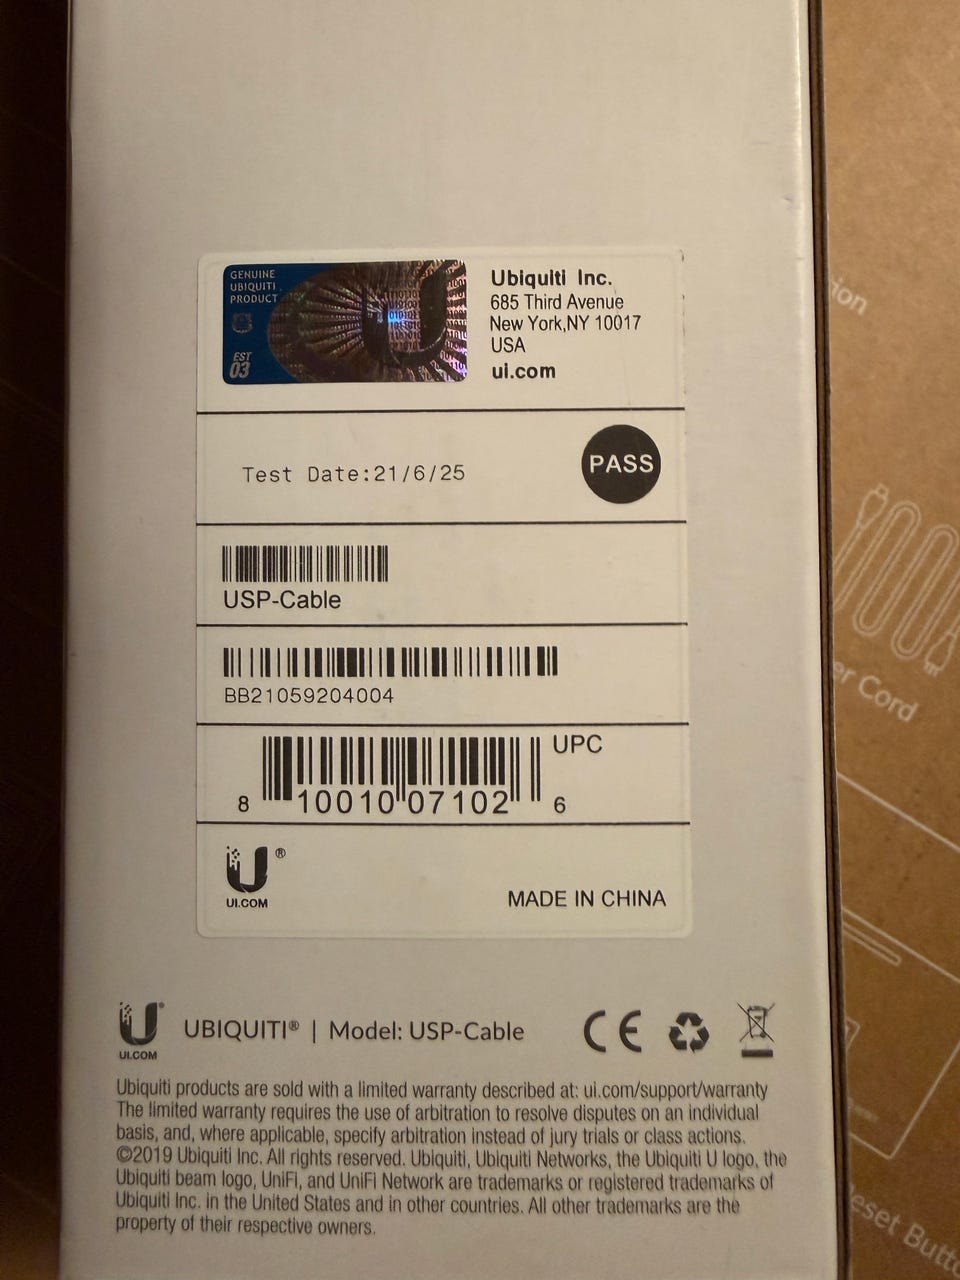 GENUINE
UBIQUITI
PRODUCT
EST
03
Ubiquiti Inc.
685 Third Avenue
New York,NY 10017
USA
ui.com
Test Date:21/6/25
PASS
USP-Cable
BB21059204004
UPC
8 10010 07102 6
U ®
UI.COM
MADE IN CHINA
U ®
UI.COM
UBIQUITI® | Model: USP-Cable
CE
Ubiquiti products are sold with a limited warranty described at: ui.com/support/warranty
The limited warranty requires the use of arbitration to resolve disputes on an individual
basis, and, where applicable, specify arbitration instead of jury trials or class actions.
©2019 Ubiquiti Inc. All rights reserved. Ubiquiti, Ubiquiti Networks, the Ubiquiti U logo, the
Ubiquiti beam logo, UniFi, and UniFi Network are trademarks or registered trademarks of
Ubiquiti Inc. in the United States and in other countries. All other trademarks are the
property of their respective owners.
Cord